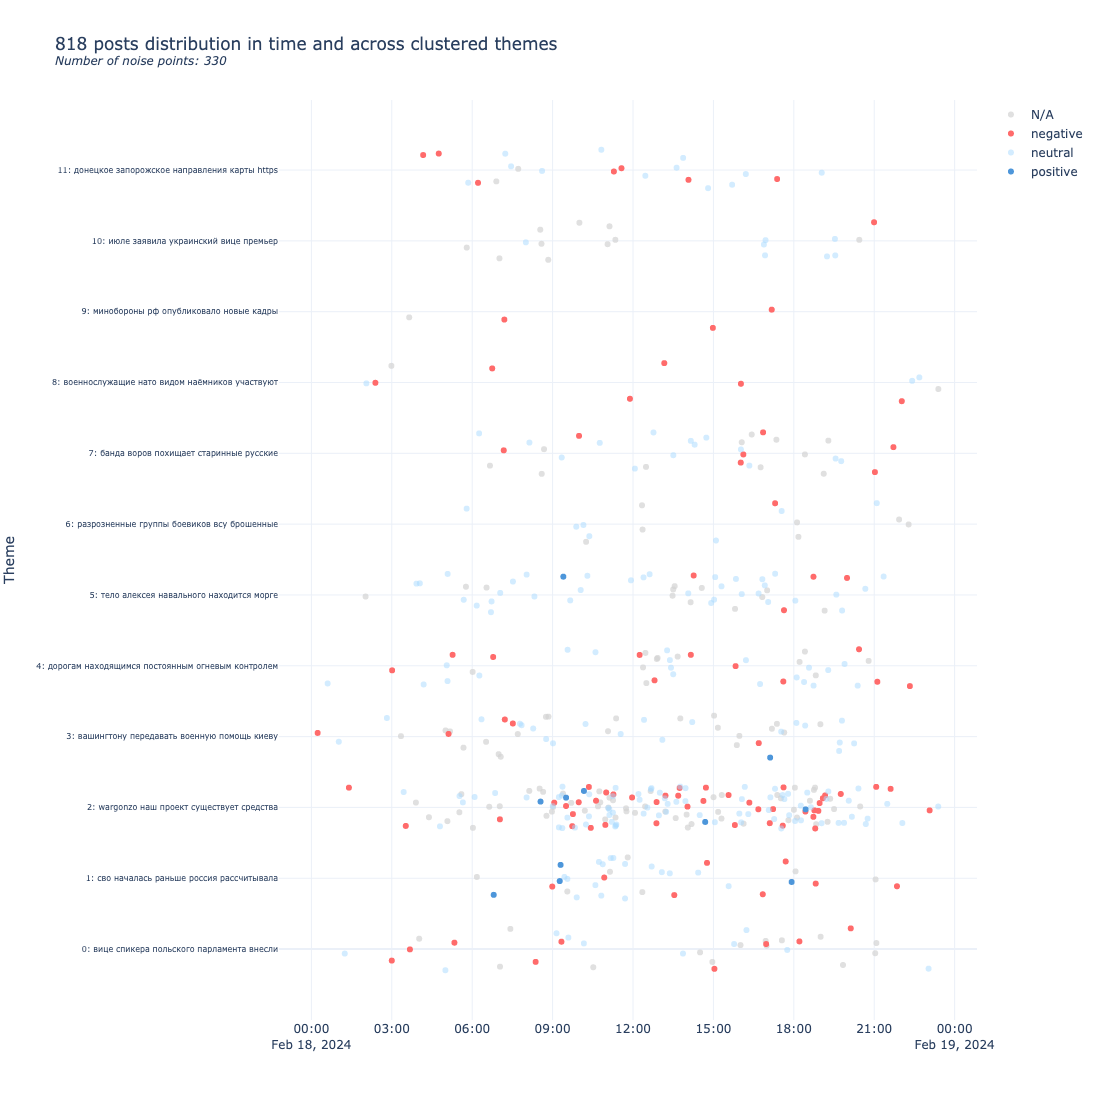 818 posts distribution in time and across clustered themes
Number of noise points: 330
N/A
negative
neutral
positive
Theme
11: донецкое запорожское направления карты https
10: июле заявила украинский вице премьер
9: минобороны рф опубликовало новые кадры
8: военнослужащие нато видом наёмников участвуют
7: банда воров похищает старинные русские
6: разрозненные группы боевиков всу брошенные
5: тело алексея навального находится морге
4: дорогам находящимся постоянным огневым контролем
3: вашингтону передавать военную помощь киеву
2: wargonzo наш проект существует средства
1: сво началась раньше россия рассчитывала
0: вице спикера польского парламента внесли
00:00 03:00 06:00 09:00 12:00 15:00 18:00 21:00 00:00
Feb 18, 2024 Feb 19, 2024